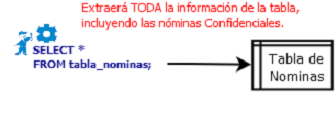 Extraerá TODA la información de la tabla,
incluyendo las nóminas Confidenciales.
SELECT *
FROM tabla_nominas;
Tabla de
Nominas